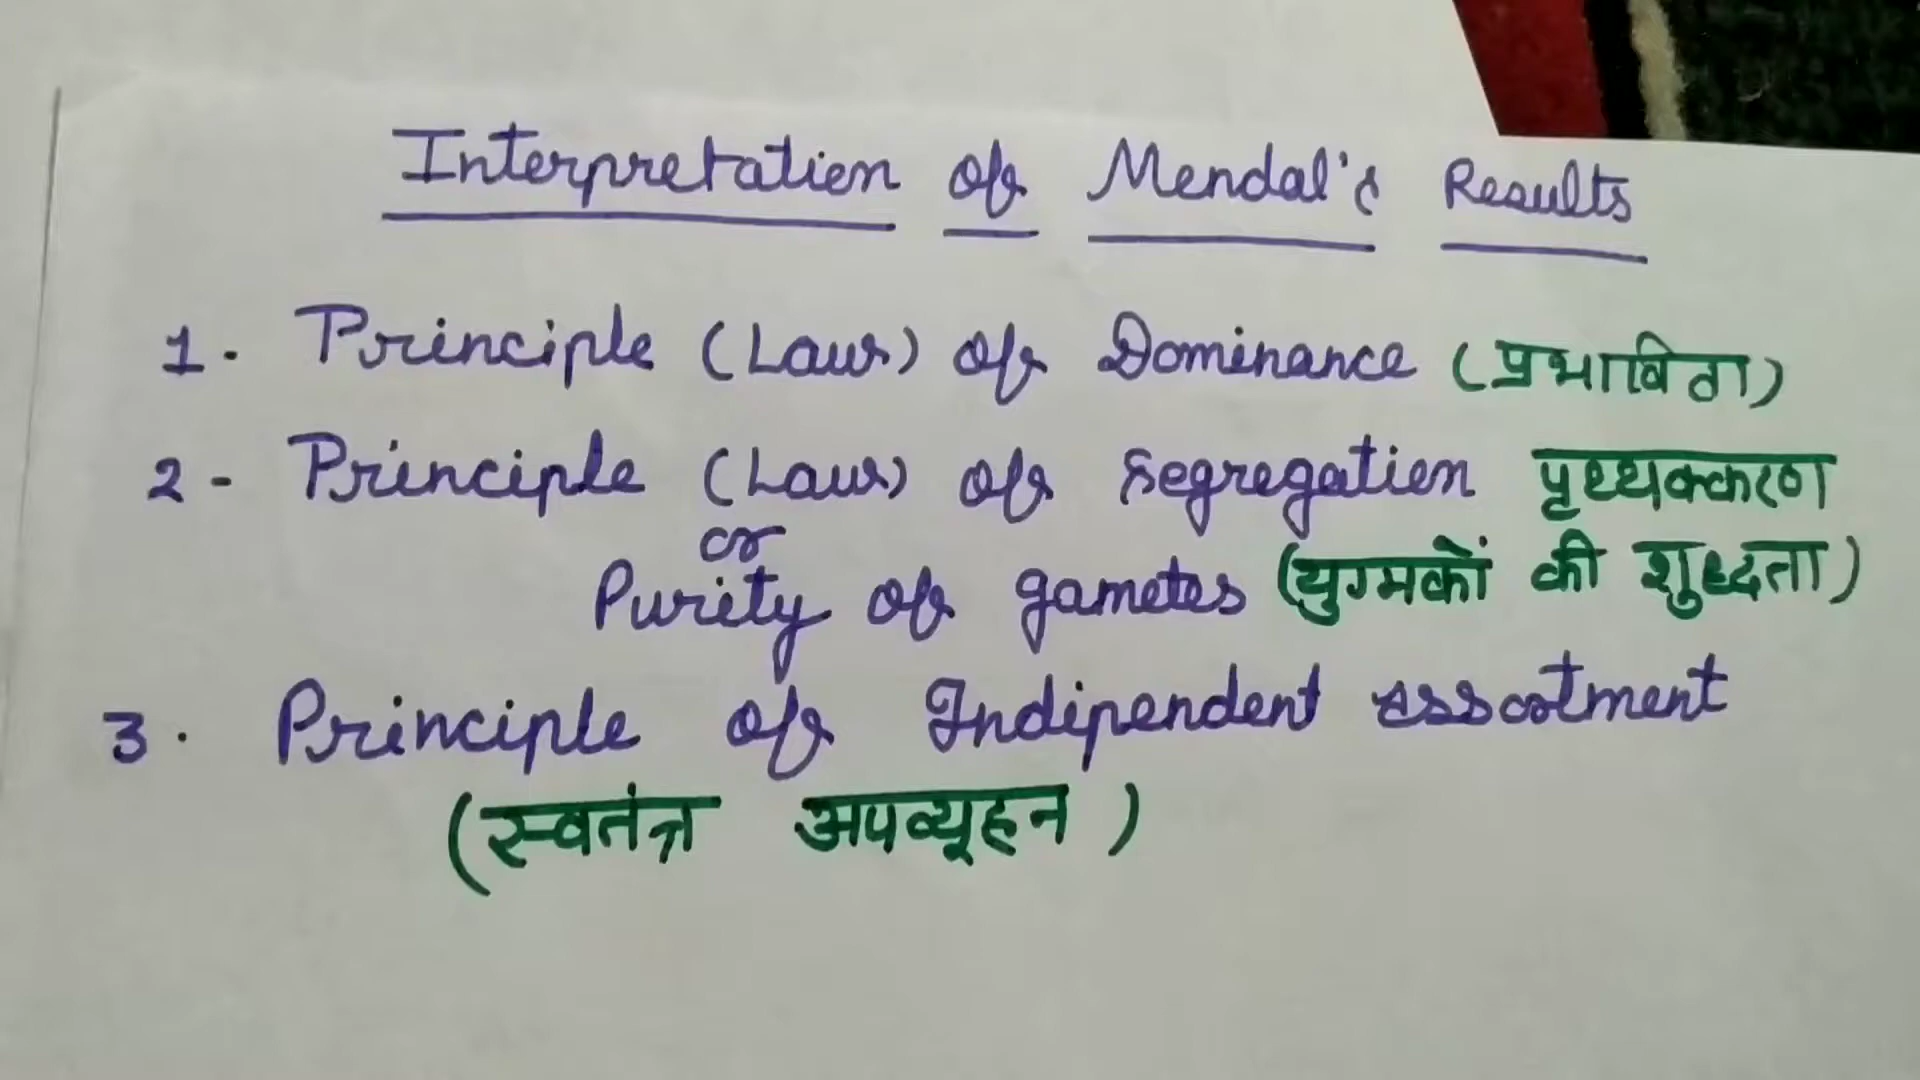 Interpretation of Mendal's Results
1. Principle (Law) of Dominance (प्रभाविता)
2- Principle (Law) of segregation पृथ्थक्करण
or
Purity of gametes (युग्मकों की शुद्धता)
3. Principle of Indipendent assortment
(स्वतंत्र अपव्यूहन)